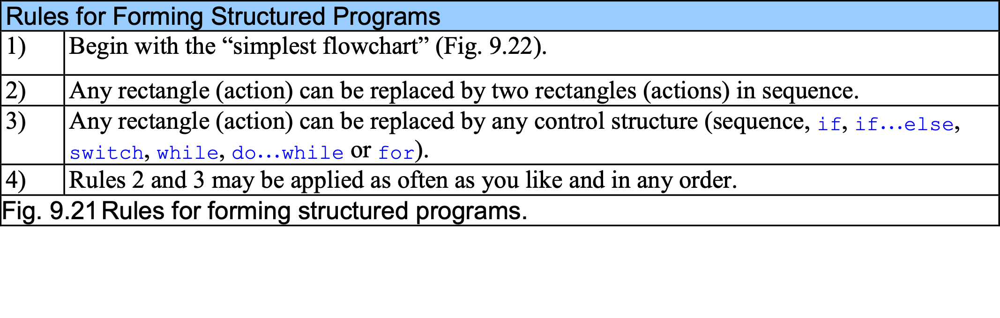 Rules for Forming Structured Programs
1) Begin with the “simplest flowchart” (Fig. 9.22).
2) Any rectangle (action) can be replaced by two rectangles (actions) in sequence.
3) Any rectangle (action) can be replaced by any control structure (sequence, if, if...else,
switch, while, do...while or for).
4) Rules 2 and 3 may be applied as often as you like and in any order.
Fig. 9.21 Rules for forming structured programs.